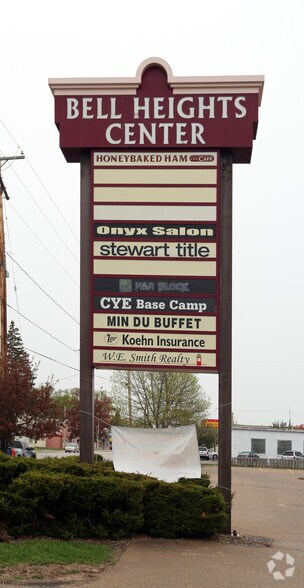 BELL HEIGHTS
CENTER
HONEYBAKED HAM Café
Onyx Salon
stewart title
H&R BLOCK
CYE Base Camp
MIN DU BUFFET
Koehn Insurance
W.E. Smith Realty